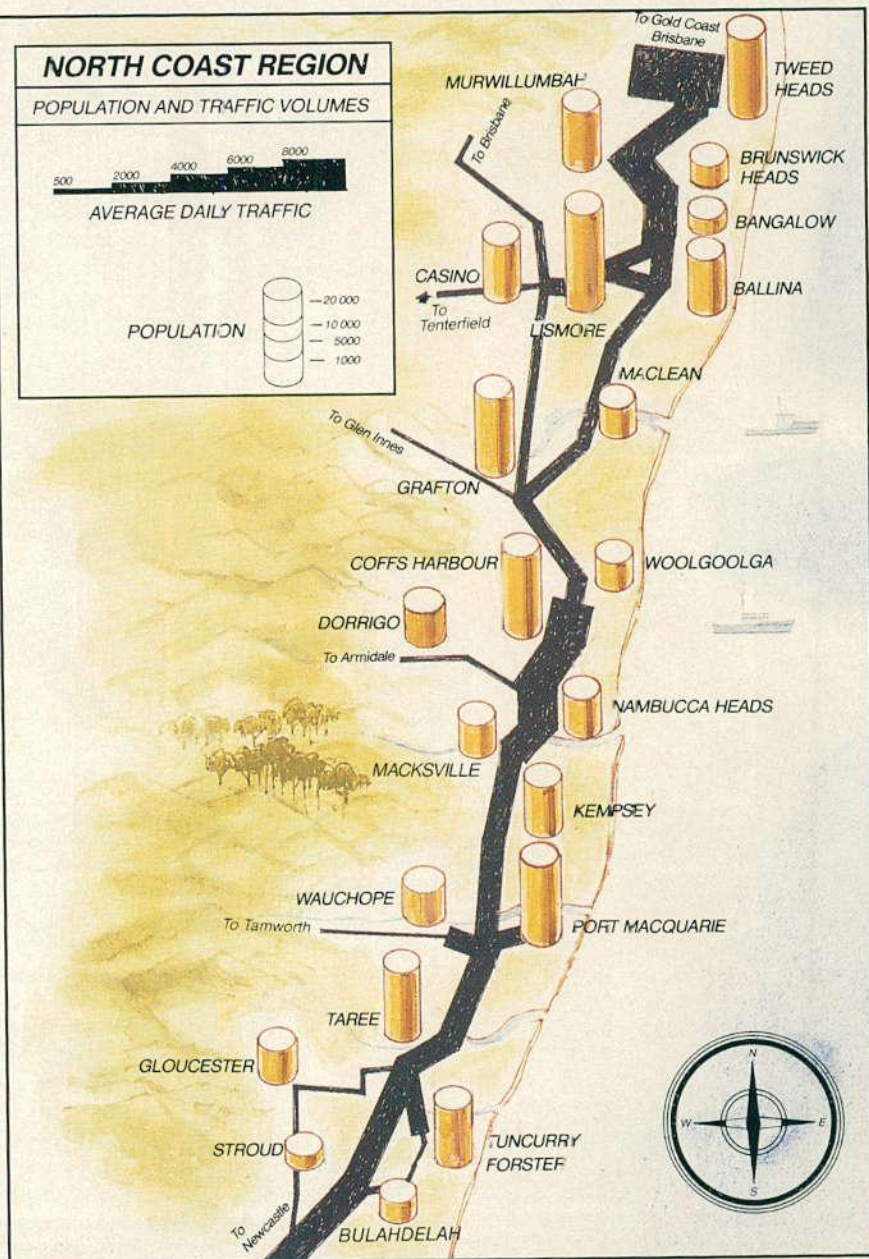 NORTH COAST REGION
POPULATION AND TRAFFIC VOLUMES
500
2000
4000
6000
8000
AVERAGE DAILY TRAFFIC
POPULATION
20 000
10 000
5000
1000
To Gold Coast
Brisbane
TWEED
HEADS
MURWILLUMBAH
To Brisbane
BRUNSWICK
HEADS
BANGALOW
CASINO
BALLINA
To
Tenterfield
LISMORE
MACLEAN
To Glen Innes
GRAFTON
COFFS HARBOUR
WOOLGOOLGA
DORRIGO
To Armidale
NAMBUCCA HEADS
MACKSVILLE
KEMPSEY
WAUCHOPE
To Tamworth
PORT MACQUARIE
TAREE
GLOUCESTER
N
W
E
S
STROUD
TUNCURRY
FORSTER
To
Newcastle
BULAHDELAH